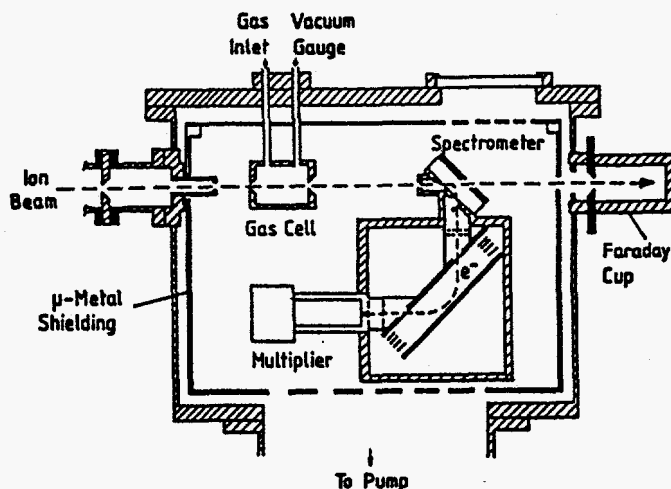 Gas
Inlet
Vacuum
Gauge
Spectrometer
Ion
Beam
Gas Cell
Faraday
Cup
e-
μ-Metal
Shielding
Multiplier
To Pump